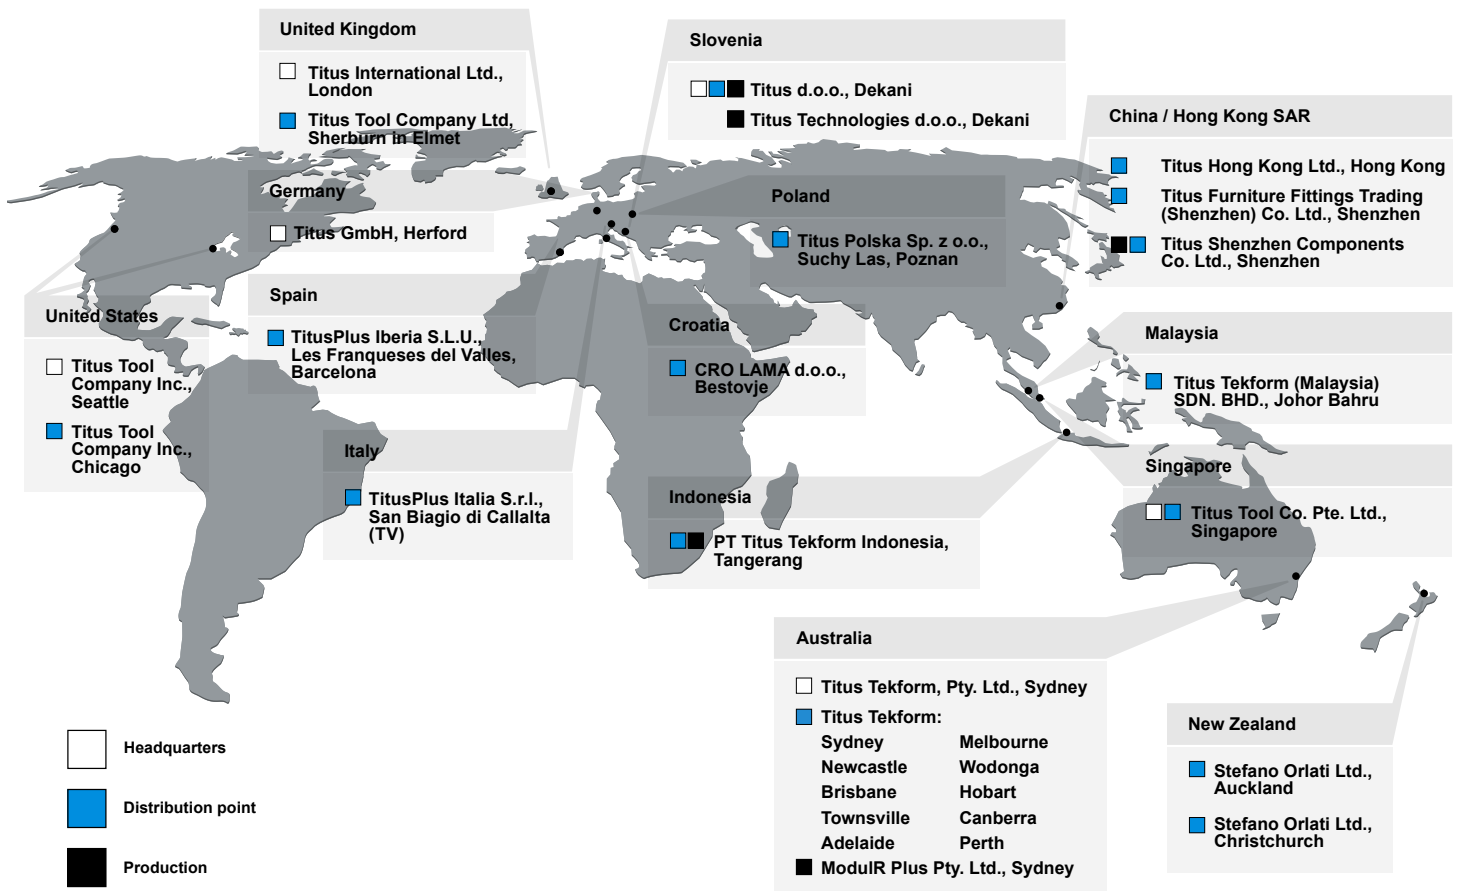 United Kingdom
Titus International Ltd.,
London
Titus Tool Company Ltd,
Sherburn in Elmet
Slovenia
Titus d.o.o., Dekani
Titus Technologies d.o.o., Dekani
China / Hong Kong SAR
Titus Hong Kong Ltd., Hong Kong
Titus Furniture Fittings Trading
(Shenzhen) Co. Ltd., Shenzhen
Titus Shenzhen Components
Co. Ltd., Shenzhen
Germany
Titus GmbH, Herford
Poland
Titus Polska Sp. z o.o.,
Suchy Las, Poznan
Spain
TitusPlus Iberia S.L.U.,
Les Franqueses del Valles,
Barcelona
United States
Titus Tool
Company Inc.,
Seattle
Titus Tool
Company Inc.,
Chicago
Croatia
CRO LAMA d.o.o.,
Bestovje
Malaysia
Titus Tekform (Malaysia)
SDN. BHD., Johor Bahru
Italy
TitusPlus Italia S.r.l.,
San Biagio di Callalta
(TV)
Indonesia
PT Titus Tekform Indonesia,
Tangerang
Singapore
Titus Tool Co. Pte. Ltd.,
Singapore
Australia
Titus Tekform, Pty. Ltd., Sydney
Titus Tekform:
Sydney Melbourne
Newcastle Wodonga
Brisbane Hobart
Townsville Canberra
Adelaide Perth
ModulR Plus Pty. Ltd., Sydney
New Zealand
Stefano Orlati Ltd.,
Auckland
Stefano Orlati Ltd.,
Christchurch
Headquarters
Distribution point
Production